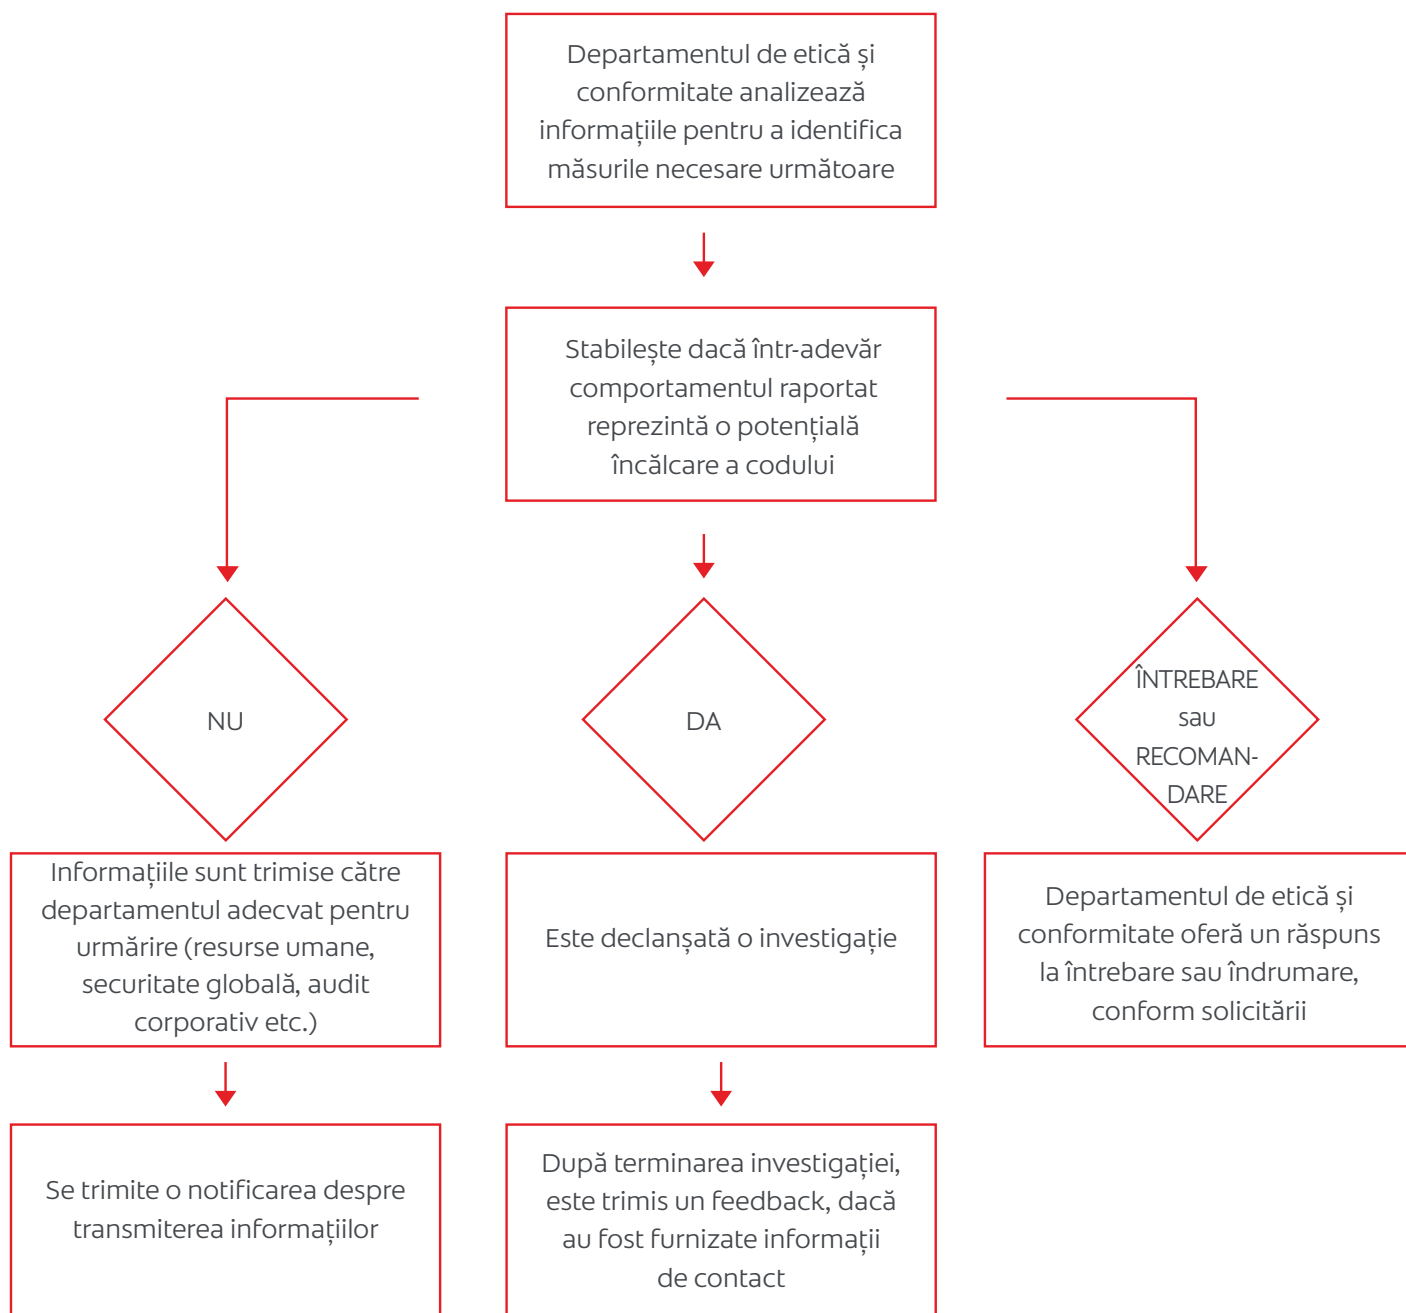 Departamentul de etică și
conformitate analizează
informațiile pentru a identifica
măsurile necesare următoare
Stabilește dacă într-adevăr
comportamentul raportat
reprezintă o potențială
încălcare a codului
NU
DA
ÎNTREBARE
sau
RECOMAN-
DARE
Informațiile sunt trimise către
departamentul adecvat pentru
urmărire (resurse umane,
securitate globală, audit
corporativ etc.)
Este declanșată o investigație
Departamentul de etică și
conformitate oferă un răspuns
la întrebare sau îndrumare,
conform solicitării
Se trimite o notificarea despre
transmiterea informațiilor
După terminarea investigației,
este trimis un feedback, dacă
au fost furnizate informații
de contact